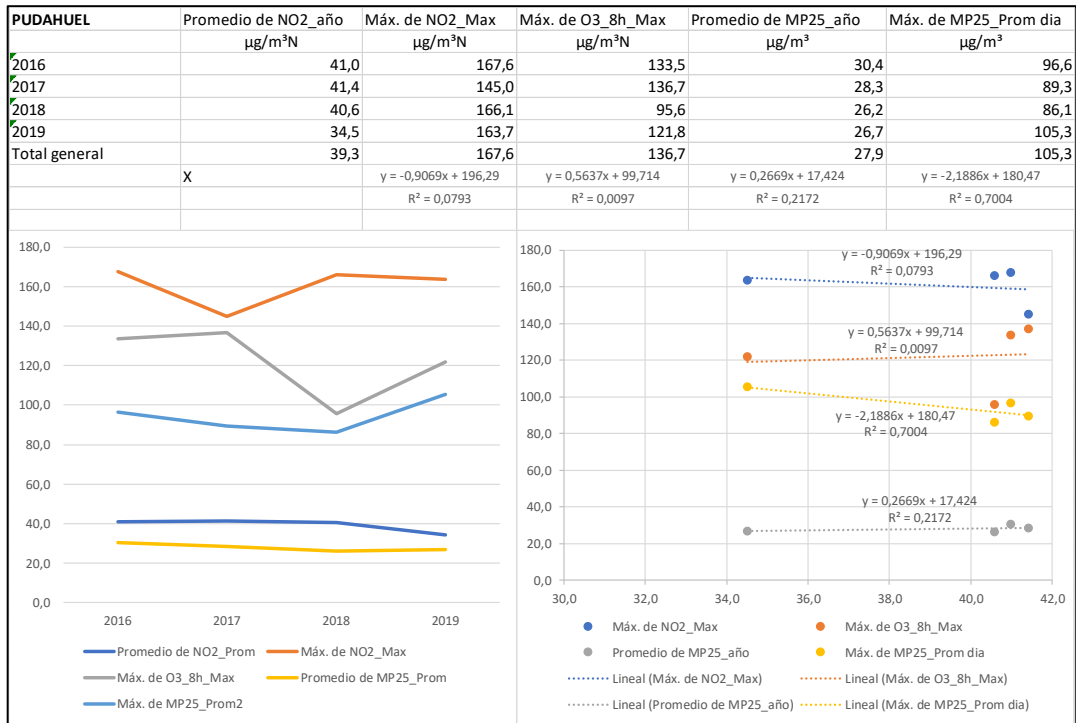 PUDAHUEL Promedio de NO2_año Máx. de NO2_Max Máx. de O3_8h_Max Promedio de MP25_año Máx. de MP25_Prom dia
µg/m³N µg/m³N µg/m³N µg/m³ µg/m³
2016 41,0 167,6 133,5 30,4 96,6
2017 41,4 145,0 136,7 28,3 89,3
2018 40,6 166,1 95,6 26,2 86,1
2019 34,5 163,7 121,8 26,7 105,3
Total general 39,3 167,6 136,7 27,9 105,3
X y = -0,9069x + 196,29 y = 0,5637x + 99,714 y = 0,2669x + 17,424 y = -2,1886x + 180,47
R² = 0,0793 R² = 0,0097 R² = 0,2172 R² = 0,7004
180,0
160,0
140,0
120,0
100,0
80,0
60,0
40,0
20,0
0,0
2016 2017 2018 2019
Promedio de NO2_Prom Máx. de NO2_Max
Máx. de O3_8h_Max Promedio de MP25_Prom
Máx. de MP25_Prom2
180,0
160,0
140,0
120,0
100,0
80,0
60,0
40,0
20,0
0,0
y = -0,9069x + 196,29
R² = 0,0793
y = 0,5637x + 99,714
R² = 0,0097
y = -2,1886x + 180,47
R² = 0,7004
y = 0,2669x + 17,424
R² = 0,2172
30,0 32,0 34,0 36,0 38,0 40,0 42,0
Máx. de NO2_Max Máx. de O3_8h_Max
Promedio de MP25_año Máx. de MP25_Prom dia
Lineal (Máx. de NO2_Max) Lineal (Máx. de O3_8h_Max)
Lineal (Promedio de MP25_año) Lineal (Máx. de MP25_Prom dia)